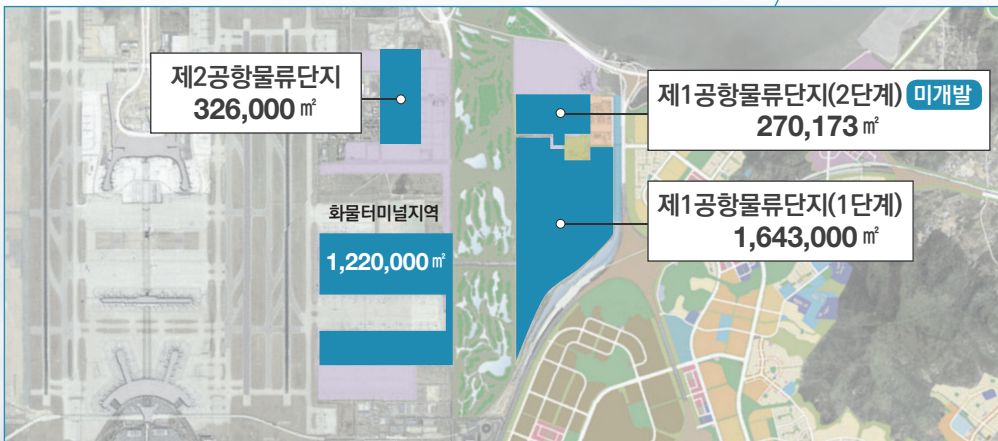 제2공항물류단지
326,000㎡
제1공항물류단지(2단계) 미개발
270,173㎡
제1공항물류단지(1단계)
1,643,000㎡
화물터미널지역
1,220,000㎡